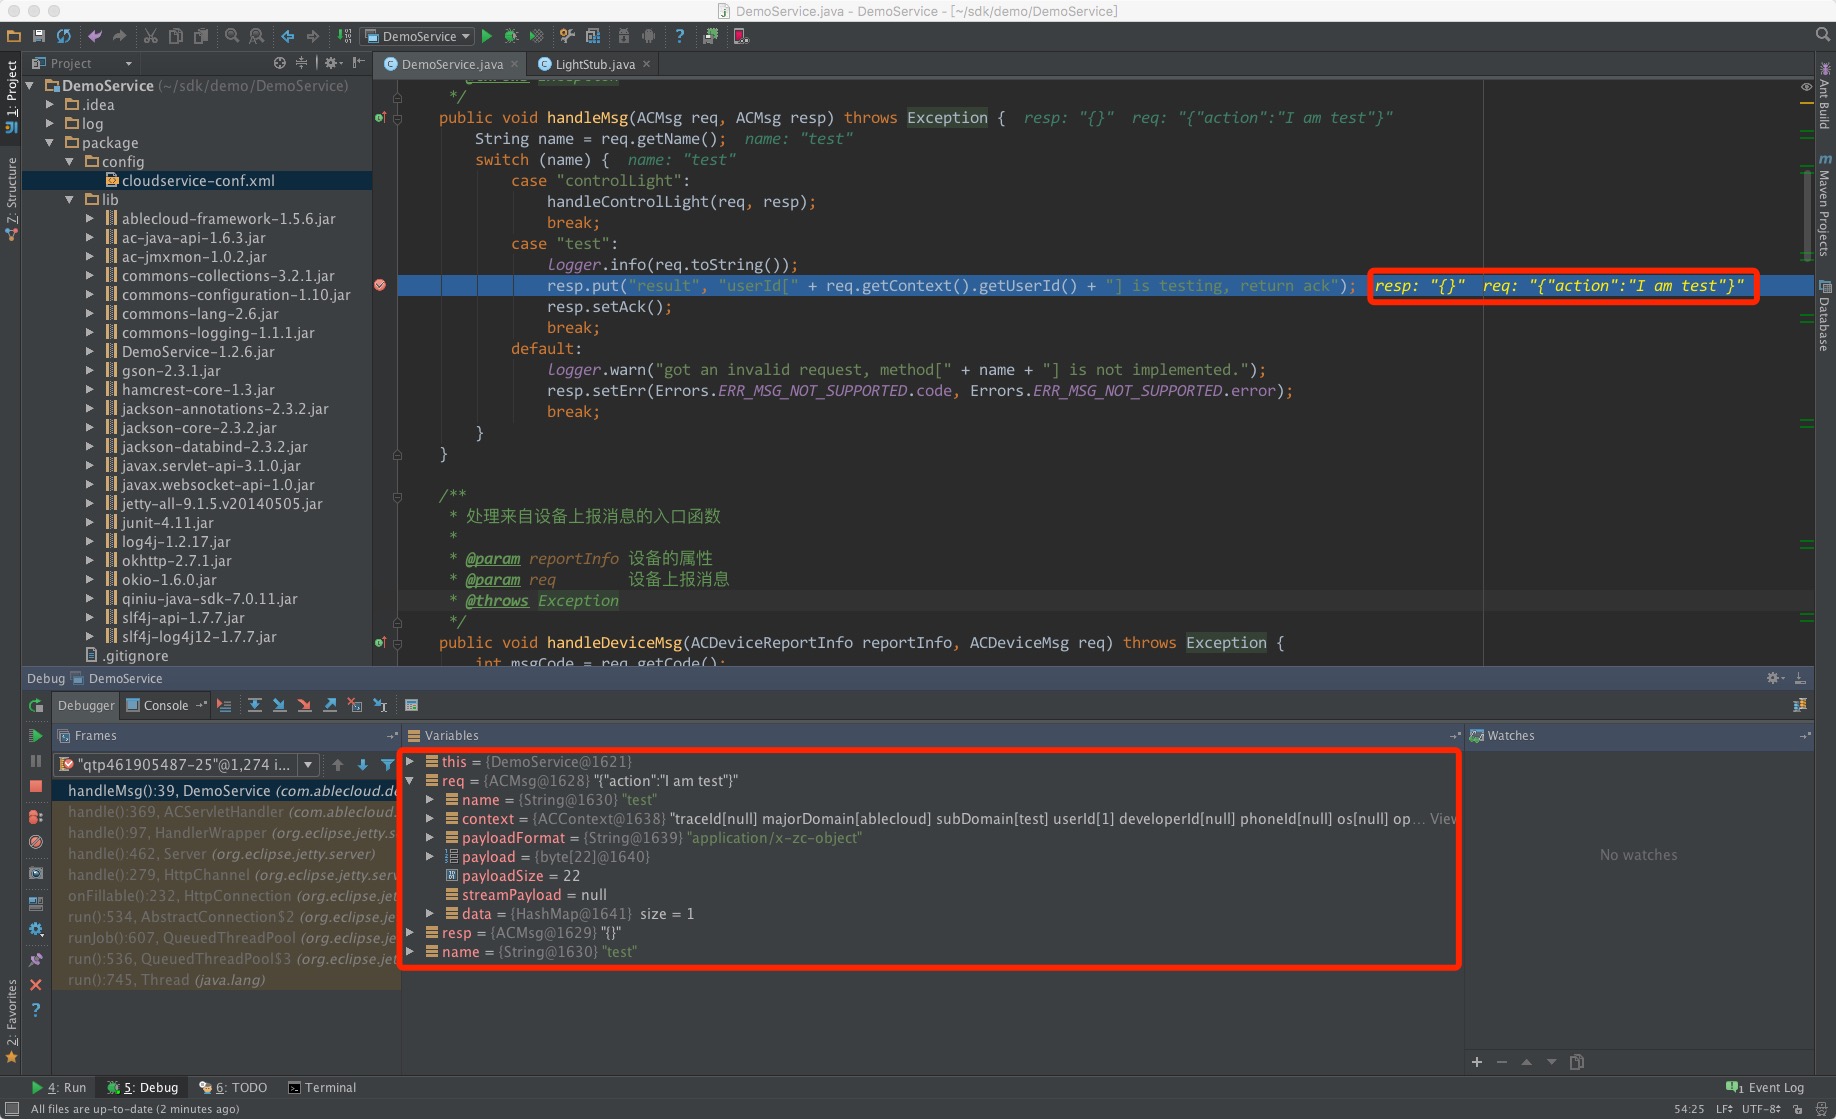 DemoService.java - DemoService - [~/sdk/demo/DemoService]
DemoService
Project
DemoService.java
LightStub.java
1: Project
Z: Structure
2: Favorites
Ant Build
Maven Projects
Database
DemoService (~/sdk/demo/DemoService)
.idea
log
package
config
cloudservice-conf.xml
lib
ablecloud-framework-1.5.6.jar
ac-java-api-1.6.3.jar
ac-jmxmon-1.0.2.jar
commons-collections-3.2.1.jar
commons-configuration-1.10.jar
commons-lang-2.6.jar
commons-logging-1.1.1.jar
DemoService-1.2.6.jar
gson-2.3.1.jar
hamcrest-core-1.3.jar
jackson-annotations-2.3.2.jar
jackson-core-2.3.2.jar
jackson-databind-2.3.2.jar
javax.servlet-api-3.1.0.jar
javax.websocket-api-1.0.jar
jetty-all-9.1.5.v20140505.jar
junit-4.11.jar
log4j-1.2.17.jar
okhttp-2.7.1.jar
okio-1.6.0.jar
qiniu-java-sdk-7.0.11.jar
slf4j-api-1.7.7.jar
slf4j-log4j12-1.7.7.jar
.gitignore
*/
public void handleMsg(ACMsg req, ACMsg resp) throws Exception { resp: "{}" req: "{"action":"I am test"}"
String name = req.getName(); name: "test"
switch (name) { name: "test"
case "controlLight":
handleControlLight(req, resp);
break;
case "test":
logger.info(req.toString());
resp.put("result", "userId[" + req.getContext().getUserId() + "] is testing, return ack"); resp: "{}" req: "{"action":"I am test"}"
resp.setAck();
break;
default:
logger.warn("got an invalid request, method[" + name + "] is not implemented.");
resp.setErr(Errors.ERR_MSG_NOT_SUPPORTED.code, Errors.ERR_MSG_NOT_SUPPORTED.error);
break;
}
}
/**
* 处理来自设备上报消息的入口函数
*
* @param reportInfo 设备的属性
* @param req 设备上报消息
* @throws Exception
*/
public void handleDeviceMsg(ACDeviceReportInfo reportInfo, ACDeviceMsg req) throws Exception {
int msgCode = req.getCode();
Debug DemoService
Debugger
Console
Frames
Variables
Watches
"qtp461905487-25"@1,274 i...
handleMsg():39, DemoService (com.ablecloud.de
handle():369, ACServletHandler (com.ablecloud.
handle():97, HandlerWrapper (org.eclipse.jetty.s
handle():462, Server (org.eclipse.jetty.server)
handle():279, HttpChannel (org.eclipse.jetty.serv
onFillable():232, HttpConnection (org.eclipse.jet
run():534, AbstractConnection$2 (org.eclipse.je
runJob():607, QueuedThreadPool (org.eclipse.je
run():536, QueuedThreadPool$3 (org.eclipse.jet
run():745, Thread (java.lang)
this = {DemoService@1621}
req = {ACMsg@1628} "{"action":"I am test"}"
name = {String@1630} "test"
context = {ACContext@1638} "traceId[null] majorDomain[ablecloud] subDomain[test] userId[1] developerId[null] phoneId[null] os[null] op... View
payloadFormat = {String@1639} "application/x-zc-object"
payload = {byte[22]@1640}
payloadSize = 22
streamPayload = null
data = {HashMap@1641} size = 1
resp = {ACMsg@1629} "{}"
name = {String@1630} "test"
No watches
4: Run
5: Debug
6: TODO
Terminal
1 Event Log
All files are up-to-date (2 minutes ago)
54:25 LF UTF-8